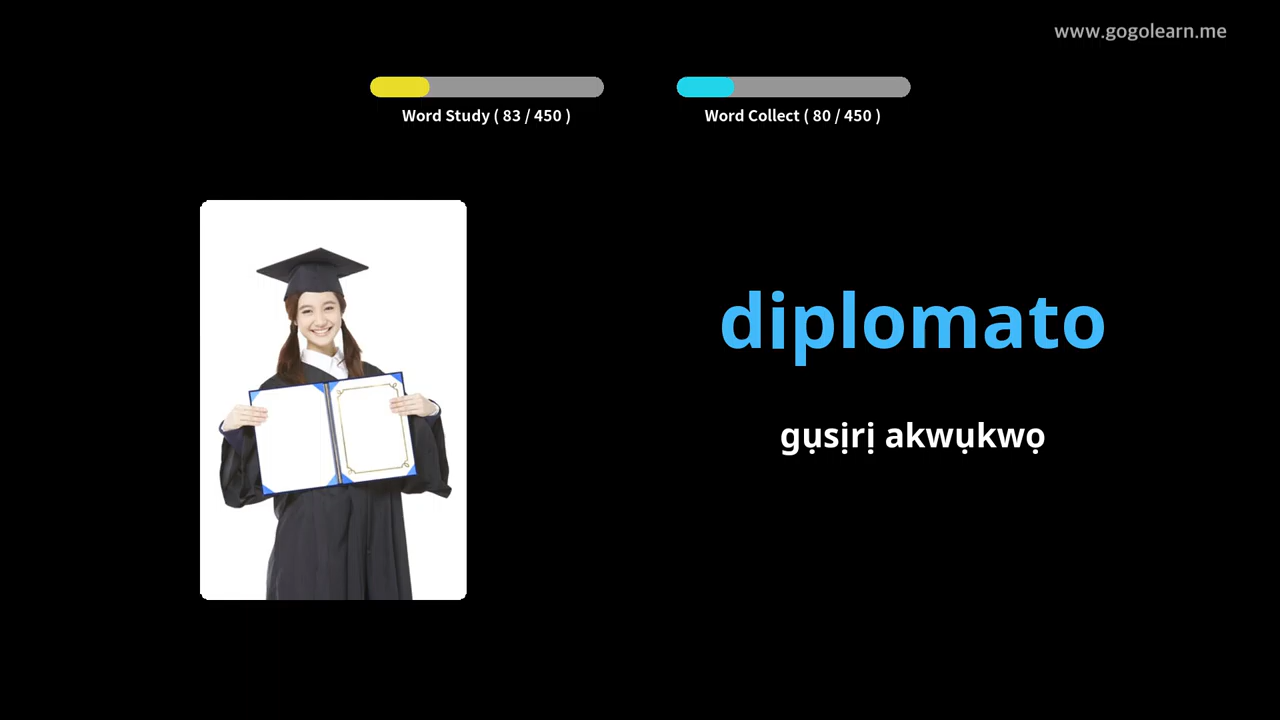 www.gogolearn.me
Word Study ( 83 / 450 )
Word Collect ( 80 / 450 )
diplomato
gụsịrị akwụkwọ